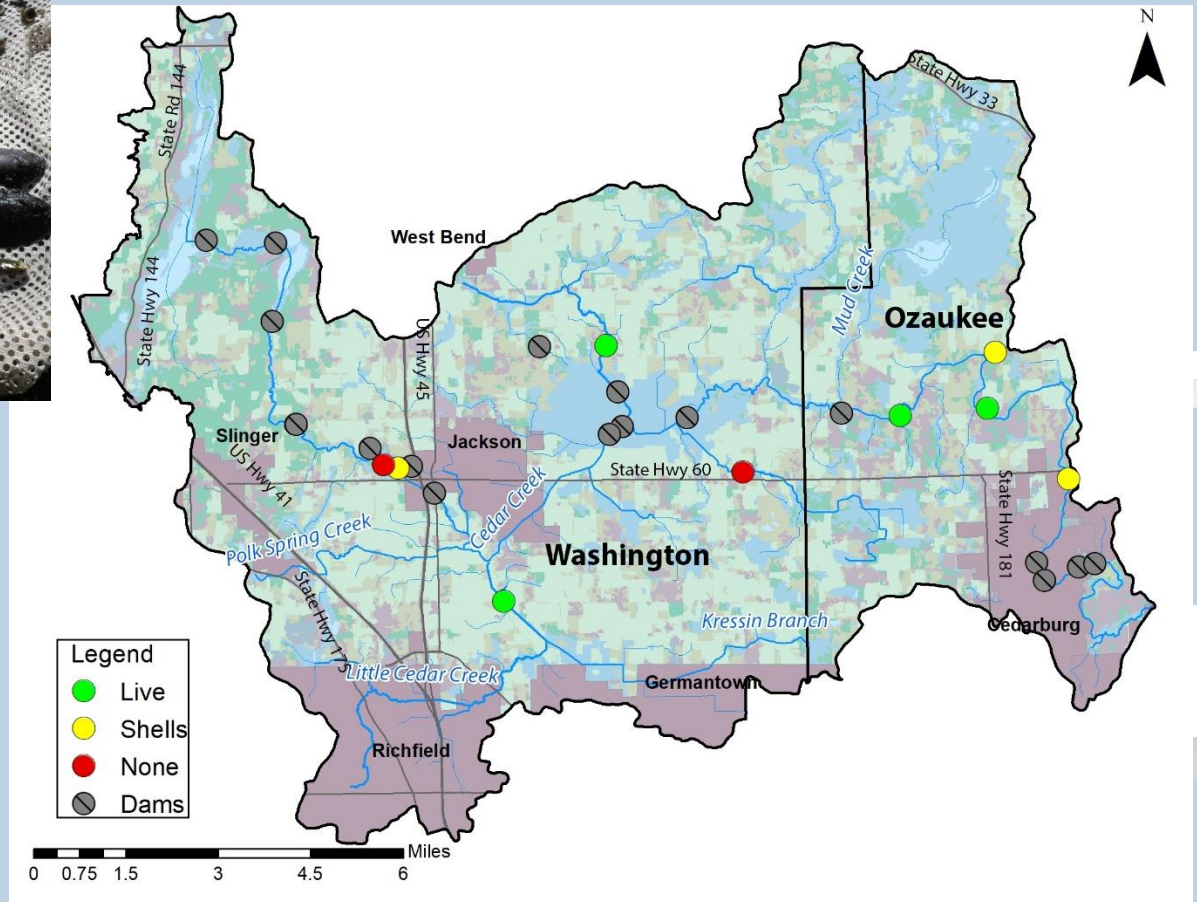 N
State Hwy 33
State Rd 144
West Bend
State Hwy 144
US Hwy 45
Mud Creek
Ozaukee
Slinger
US Hwy 41
Jackson
State Hwy 60
Cedar Creek
State Hwy 181
Polk Spring Creek
Washington
State Hwy 175
Kressin Branch
Cedarburg
Little Cedar Creek
Germantown
Richfield
Legend
Live
Shells
None
Dams
Miles
0 0.75 1.5 3 4.5 6